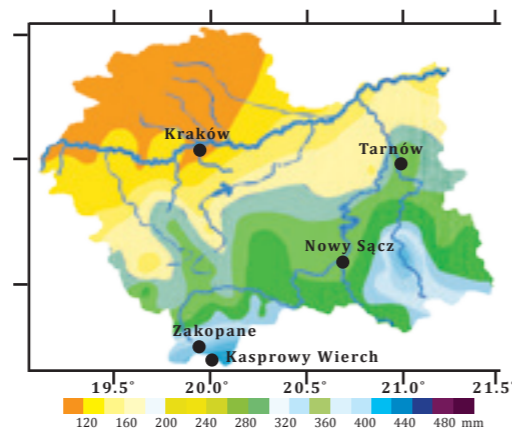 Kraków
Tarnów
Nowy Sącz
Zakopane
Kasprowy Wierch
19.5° 20.0° 20.5° 21.0° 21.5°
120 160 200 240 280 320 360 400 440 480 mm